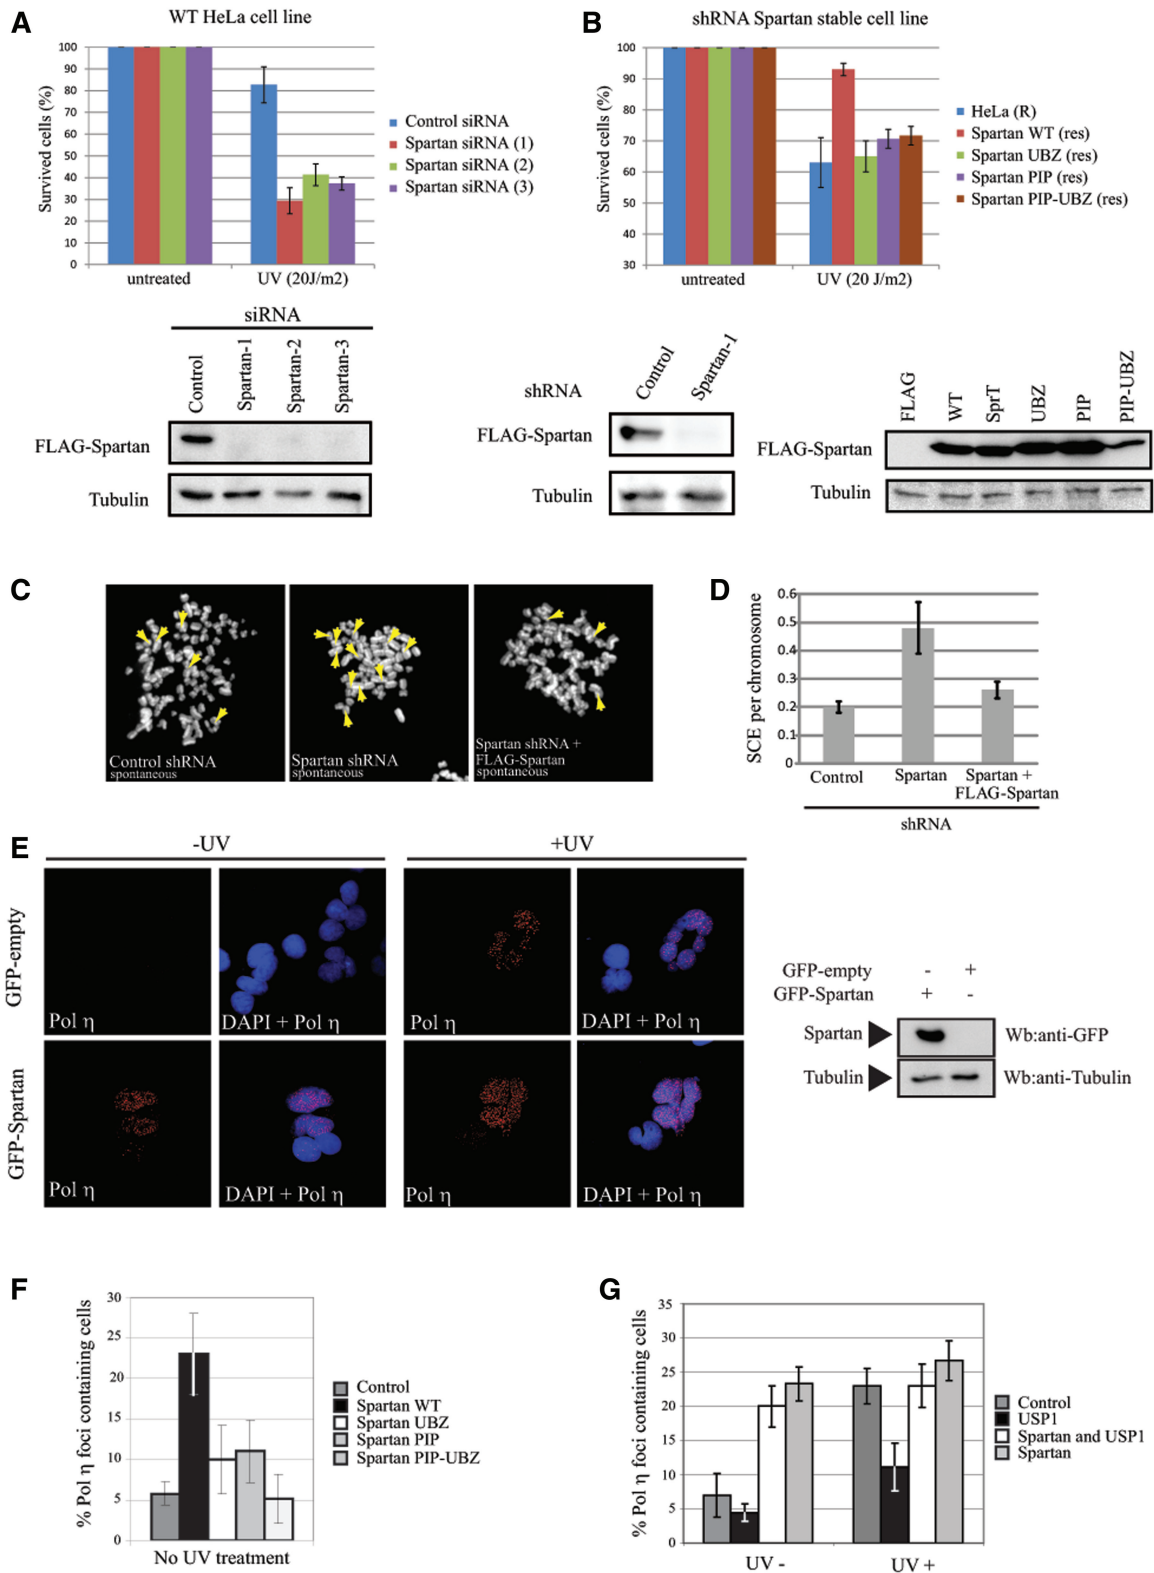 A
WT HeLa cell line
Survived cells (%)
100
90
80
70
60
50
40
30
20
10
0
untreated
UV (20J/m2)
Control siRNA
Spartan siRNA (1)
Spartan siRNA (2)
Spartan siRNA (3)
siRNA
Control
Spartan-1
Spartan-2
Spartan-3
FLAG-Spartan
Tubulin
B
shRNA Spartan stable cell line
Survived cells (%)
100
90
80
70
60
50
40
30
untreated
UV (20 J/m2)
HeLa (R)
Spartan WT (res)
Spartan UBZ (res)
Spartan PIP (res)
Spartan PIP-UBZ (res)
shRNA
Control
Spartan-1
FLAG-Spartan
Tubulin
FLAG
WT
SprT
UBZ
PIP
PIP-UBZ
FLAG-Spartan
Tubulin
C
Control shRNA
spontaneous
Spartan shRNA
spontaneous
Spartan shRNA +
FLAG-Spartan
spontaneous
D
SCE per chromosome
0.6
0.5
0.4
0.3
0.2
0.1
0
Control
Spartan
Spartan +
FLAG-Spartan
shRNA
E
-UV
+UV
GFP-empty
Pol η
DAPI + Pol η
Pol η
DAPI + Pol η
GFP-Spartan
Pol η
DAPI + Pol η
Pol η
DAPI + Pol η
GFP-empty - +
GFP-Spartan + -
Spartan
Wb:anti-GFP
Tubulin
Wb:anti-Tubulin
F
% Pol η foci containing cells
30
25
20
15
10
5
0
No UV treatment
Control
Spartan WT
Spartan UBZ
Spartan PIP
Spartan PIP-UBZ
G
% Pol η foci containing cells
35
30
25
20
15
10
5
0
UV -
UV +
Control
USP1
Spartan and USP1
Spartan